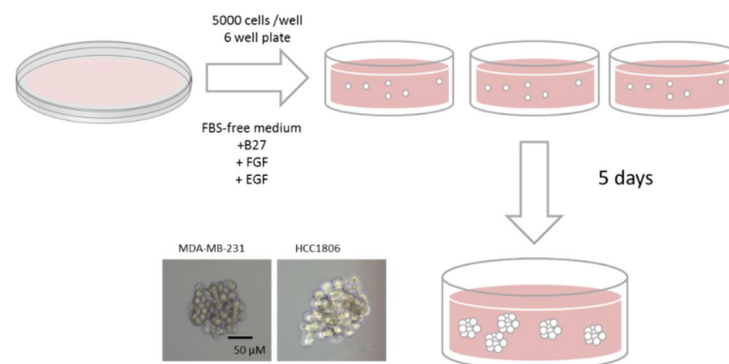 5000 cells /well
6 well plate
FBS-free medium
+B27
+ FGF
+ EGF
5 days
MDA-MB-231
HCC1806
50 µM